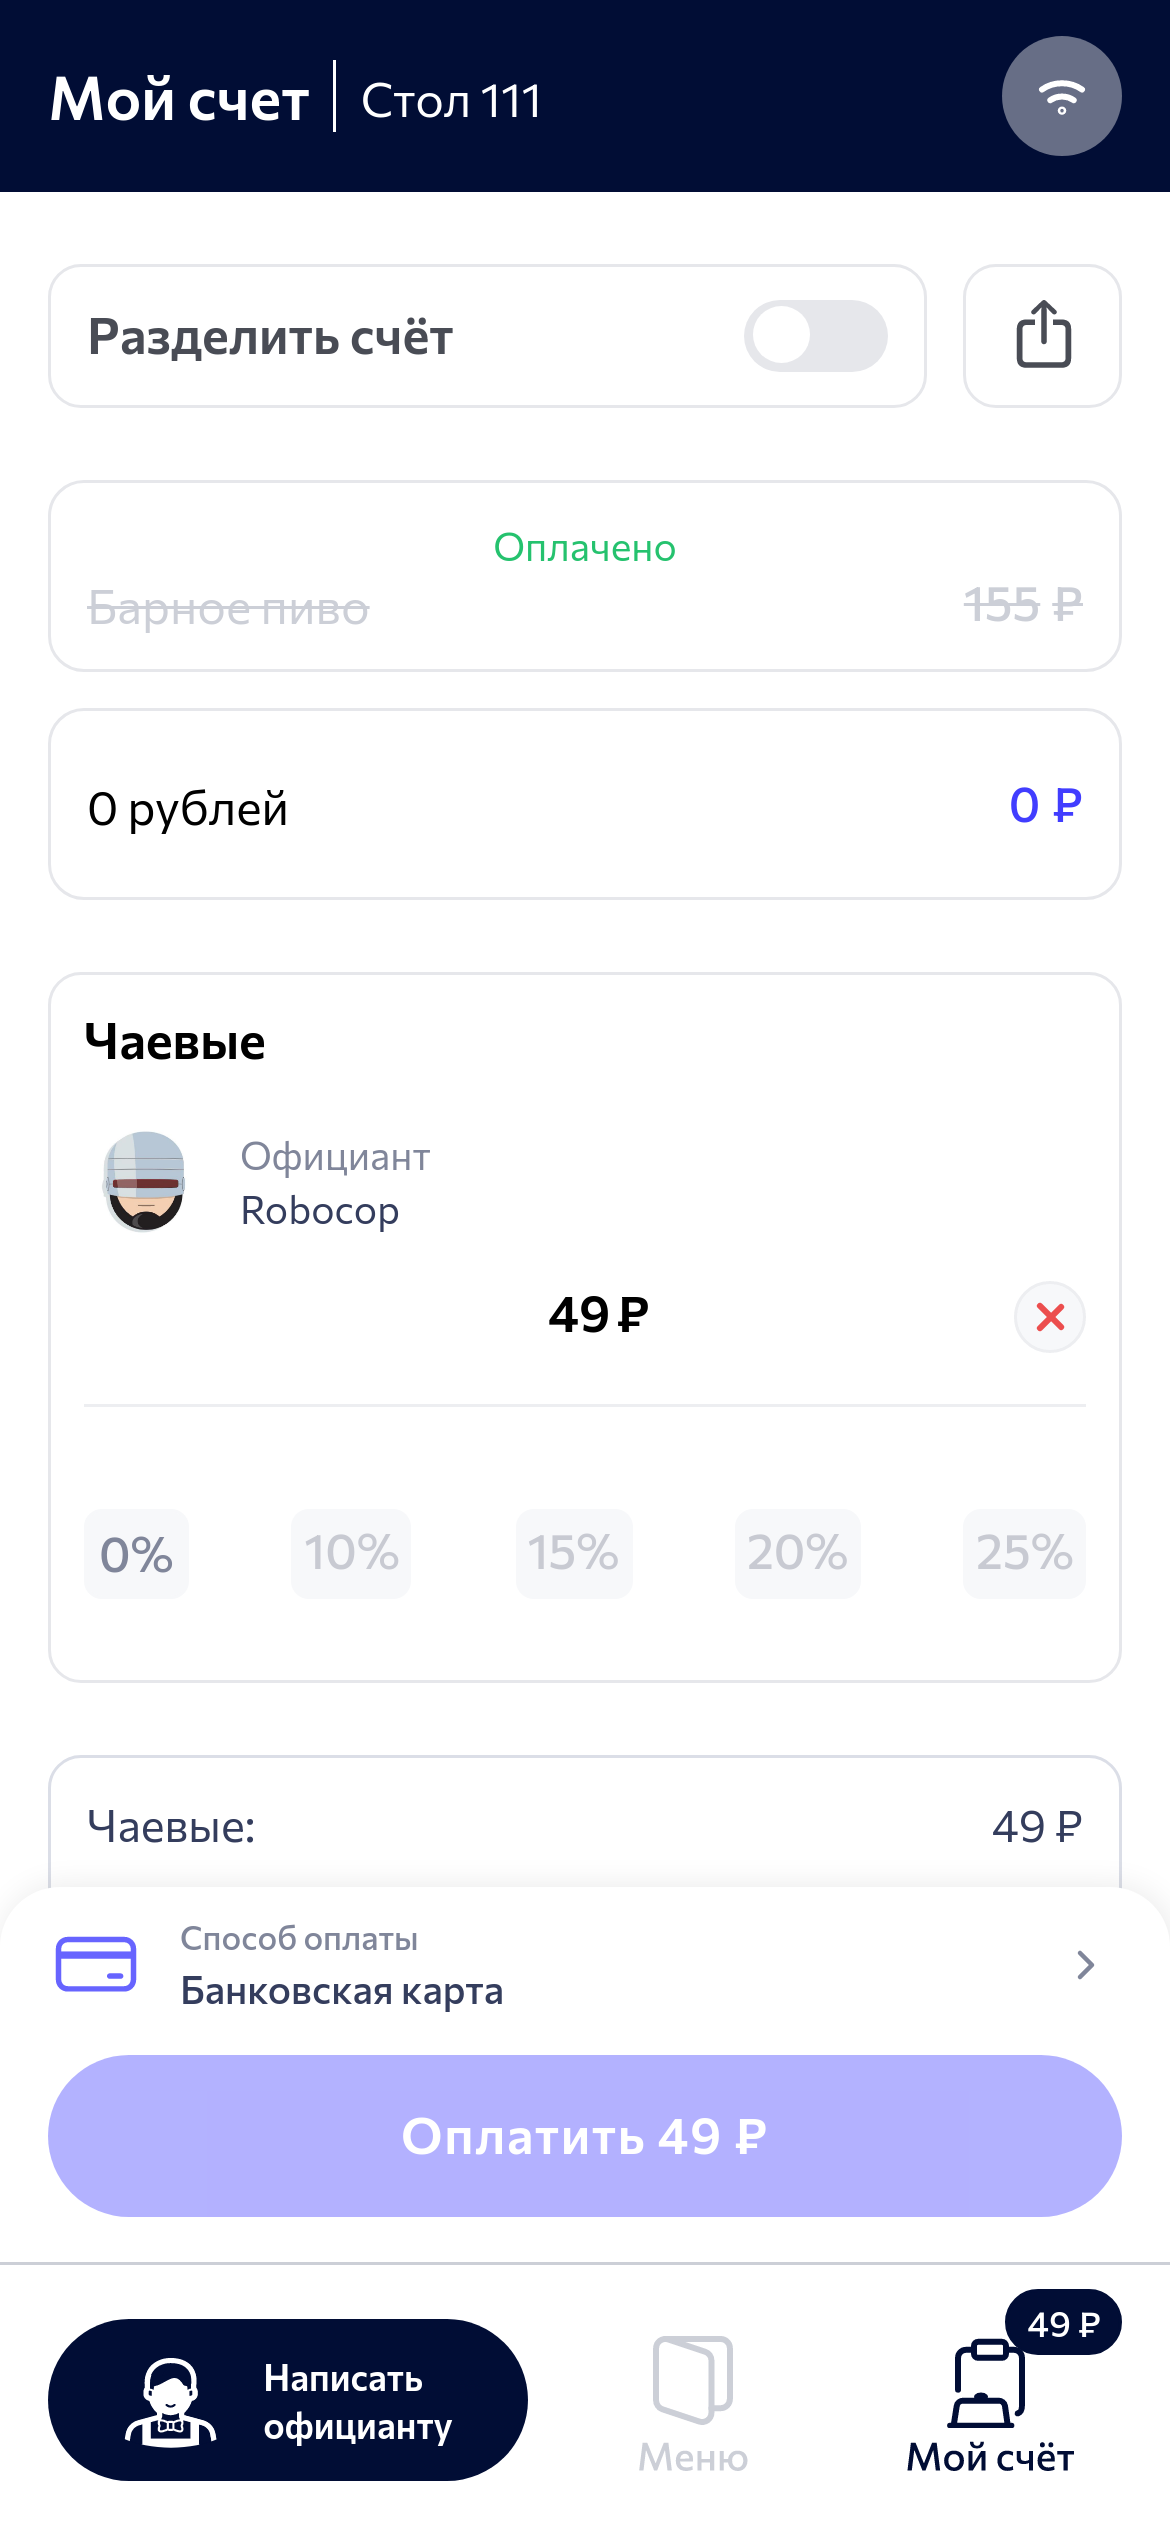 Мой счет
Стол 111
Разделить счёт
Оплачено
Барное пиво 155 ₽
0 рублей 0 ₽
Чаевые
Официант
Robocop
49 ₽
0% 10% 15% 20% 25%
Чаевые: 49 ₽
Способ оплаты
Банковская карта
Оплатить 49 ₽
Написать
официанту
Меню
49 ₽
Мой счёт